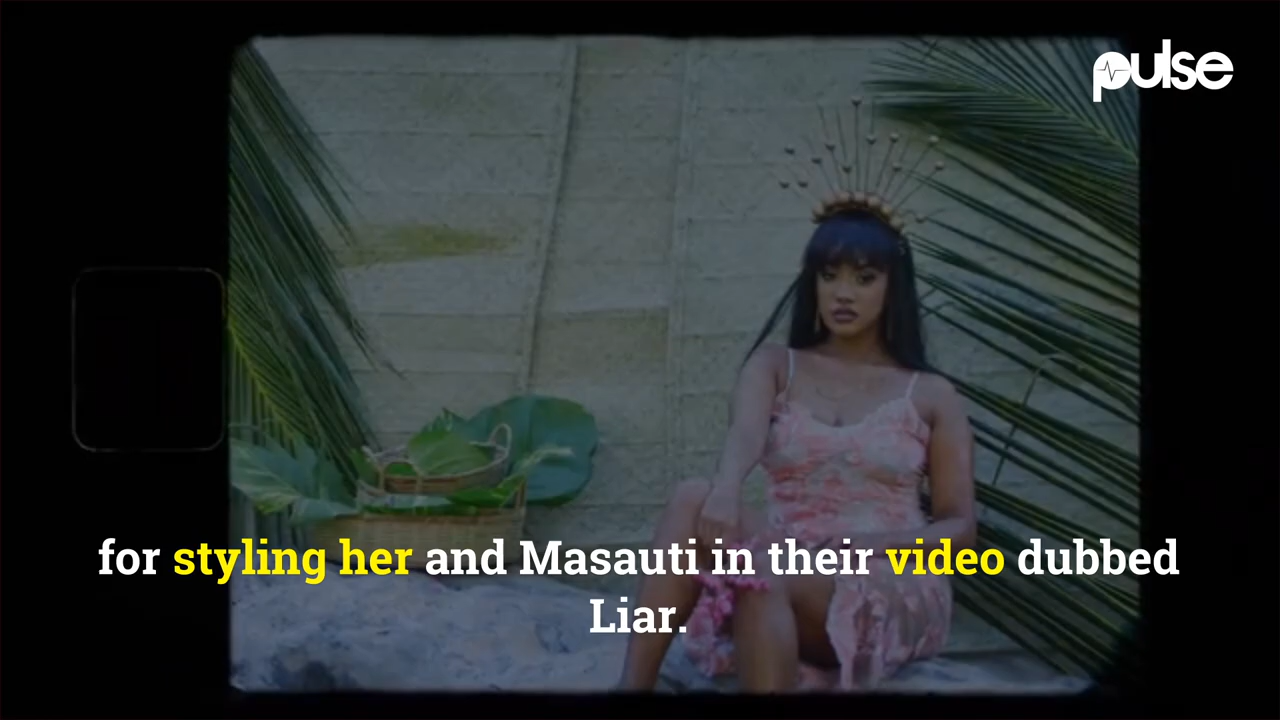 pulse
for styling her and Masauti in their video dubbed
Liar.